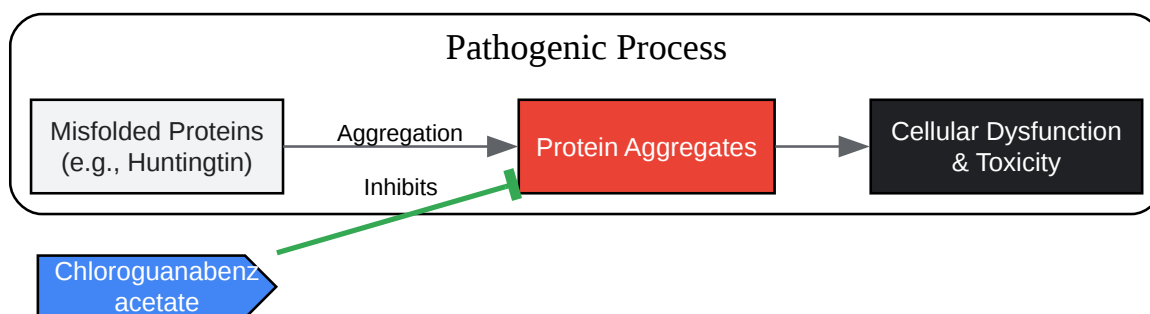 Pathogenic Process
Misfolded Proteins
(e.g., Huntingtin)
Aggregation
Protein Aggregates
Cellular Dysfunction
& Toxicity
Inhibits
Chloroguanabenz
acetate